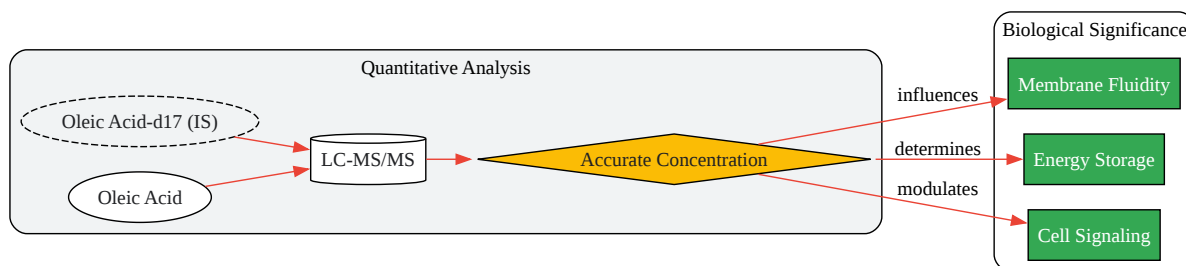 Biological Significance
Quantitative Analysis
Membrane Fluidity
influences
Oleic Acid-d17 (IS)
LC-MS/MS
Accurate Concentration
determines
Energy Storage
Oleic Acid
modulates
Cell Signaling